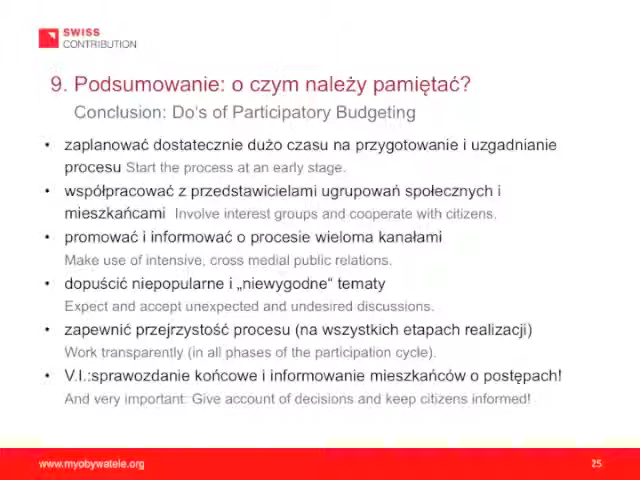 SWISS
CONTRIBUTION
9. Podsumowanie: o czym należy pamiętać?
Conclusion: Do's of Participatory Budgeting
• zaplanować dostatecznie dużo czasu na przygotowanie i uzgadnianie
procesu Start the process at an early stage.
• współpracować z przedstawicielami ugrupowań społecznych i
mieszkańcami Involve interest groups and cooperate with citizens.
• promować i informować o procesie wieloma kanałami
Make use of intensive, cross medial public relations.
• dopuścić niepopularne i „niewygodne“ tematy
Expect and accept unexpected and undesired discussions.
• zapewnić przejrzystość procesu (na wszystkich etapach realizacji)
Work transparently (in all phases of the participation cycle).
• V.I.:sprawozdanie końcowe i informowanie mieszkańców o postępach!
And very important: Give account of decisions and keep citizens informed!
www.myobywatele.org
25